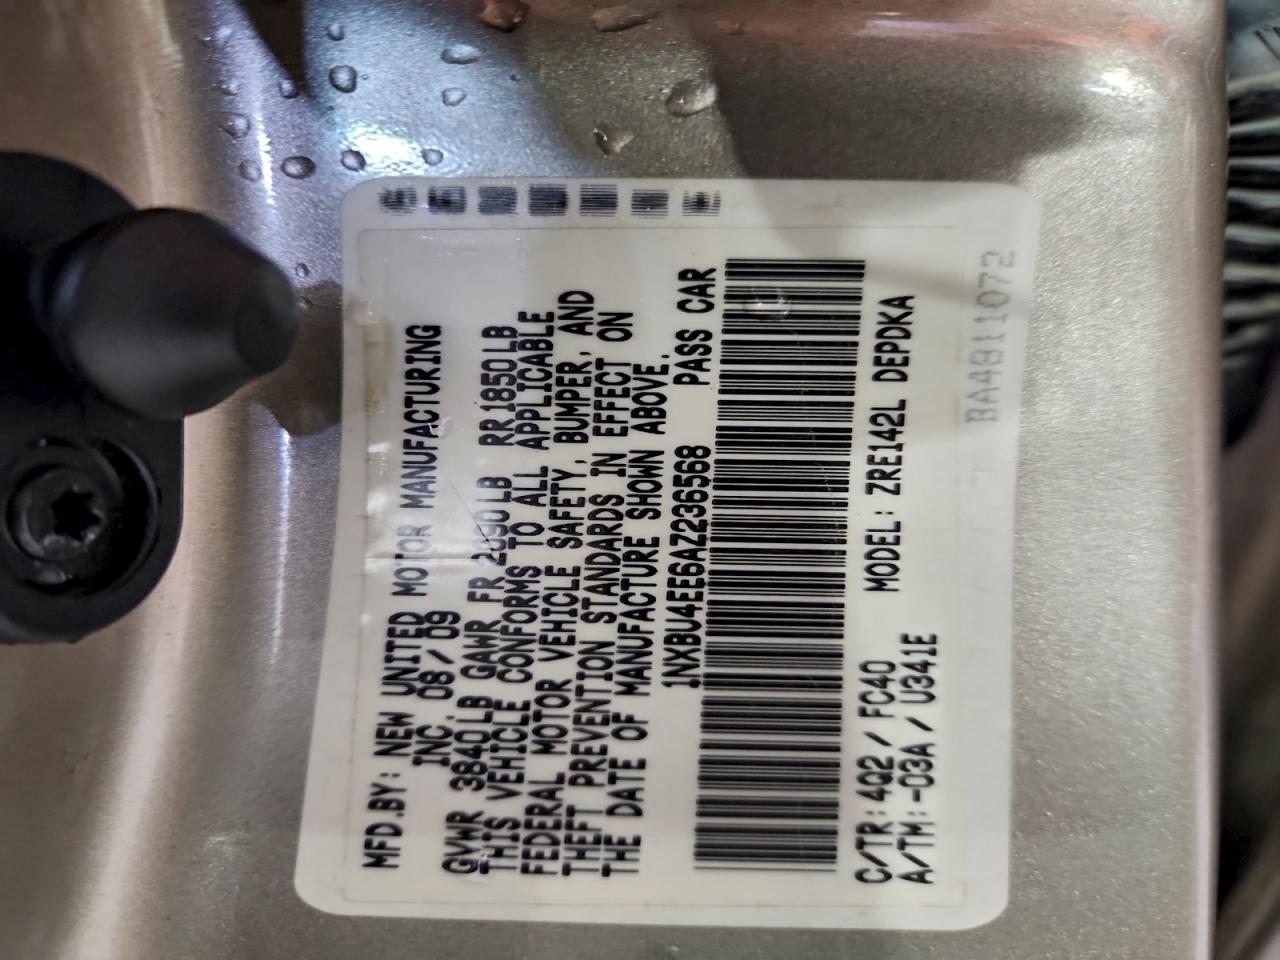 MFD.BY: NEW UNITED MOTOR MANUFACTURING
INC. 08/09
GVWR 3840LB GAWR FR 2090LB RR1850LB
THIS VEHICLE CONFORMS TO ALL APPLICABLE
FEDERAL MOTOR VEHICLE SAFETY, BUMPER, AND
THEFT PREVENTION STANDARDS IN EFFECT ON
THE DATE OF MANUFACTURE SHOWN ABOVE.
1NXBU4EE6AZ236568 PASS CAR
C/TR: 4Q2/FC40 MODEL: ZRE142L DEPDKA
A/TM:-03A/U341E
BA4811072